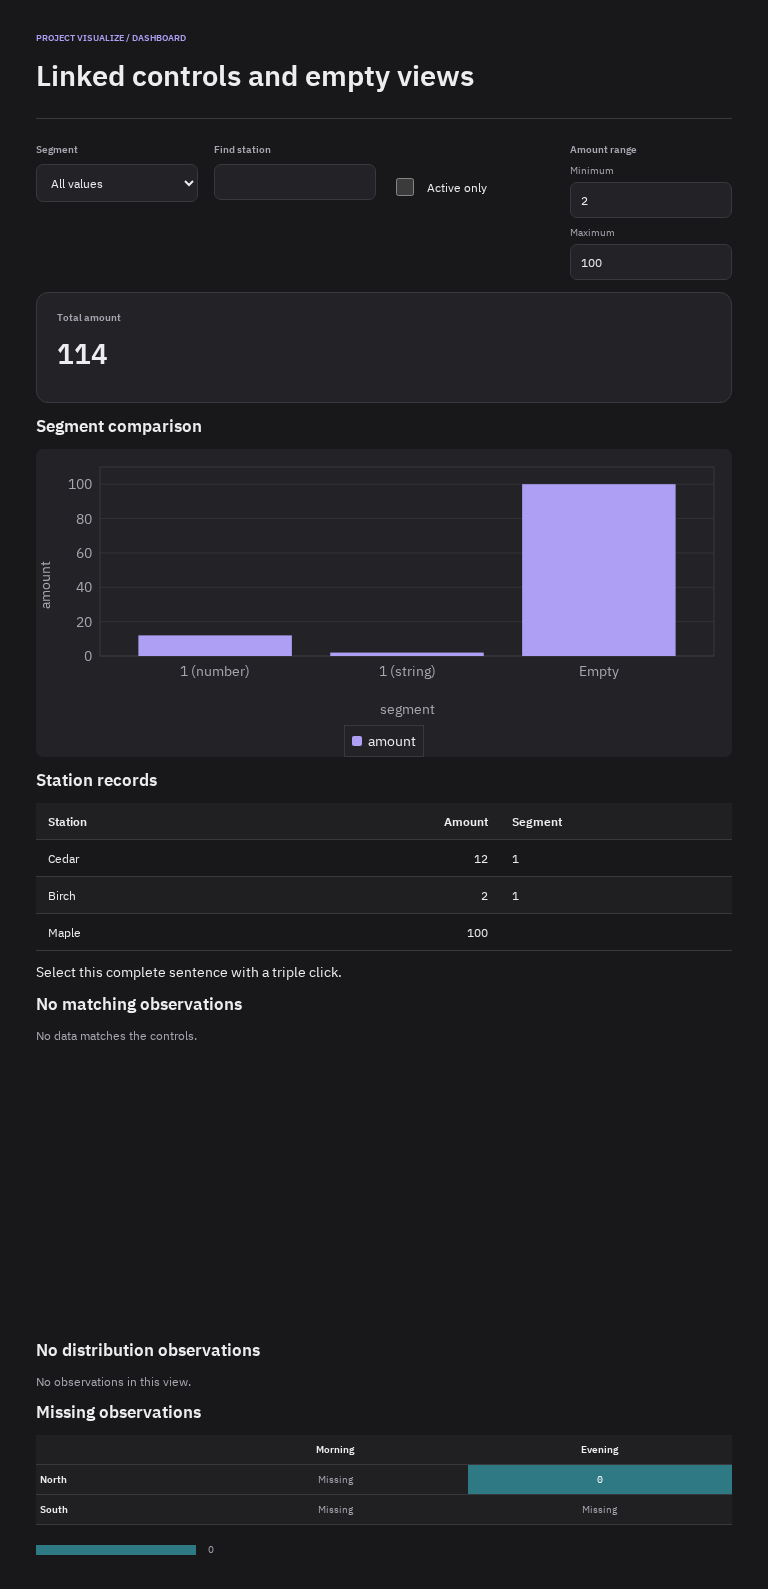 PROJECT VISUALIZE / DASHBOARD
Linked controls and empty views
Segment
All values
Find station
Active only
Amount range
Minimum
2
Maximum
100
Total amount
114
Segment comparison
100
80
60
40
20
0
amount
1 (number) 1 (string) Empty
segment
amount
Station records
Station Amount Segment
Cedar 12 1
Birch 2 1
Maple 100
Select this complete sentence with a triple click.
No matching observations
No data matches the controls.
No distribution observations
No observations in this view.
Missing observations
Morning Evening
North Missing 0
South Missing Missing
0